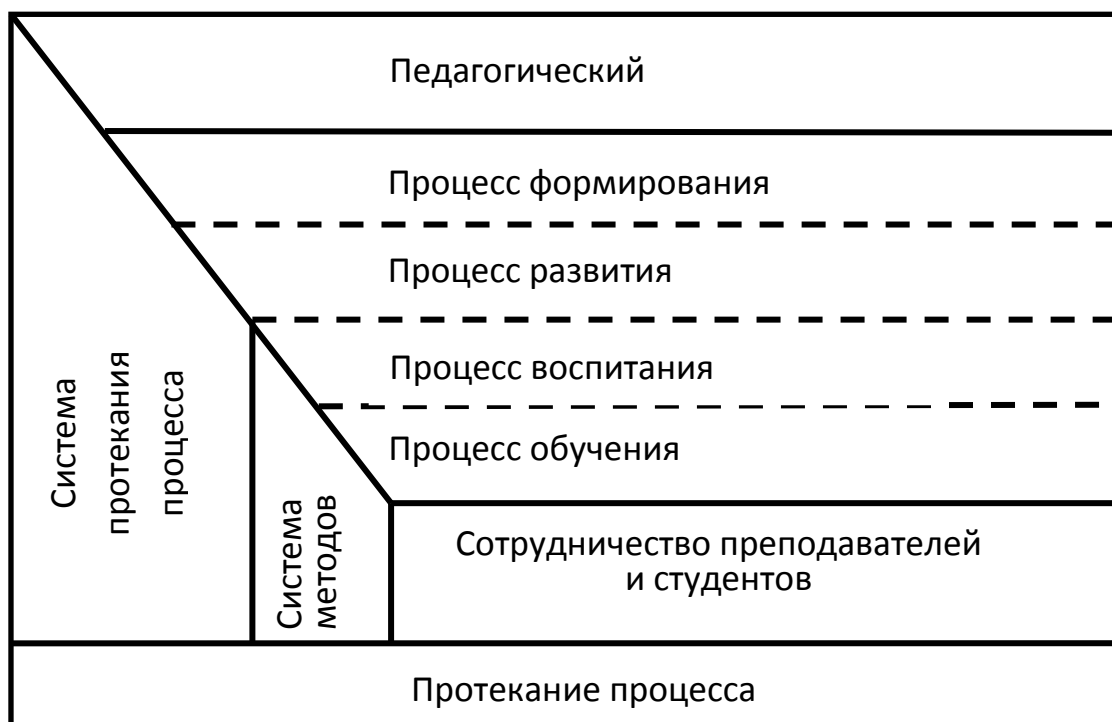 Педагогический
Процесс формирования
Процесс развития
Процесс воспитания
Процесс обучения
Система
протекания
процесса
Система
методов
Сотрудничество преподавателей
и студентов
Протекание процесса